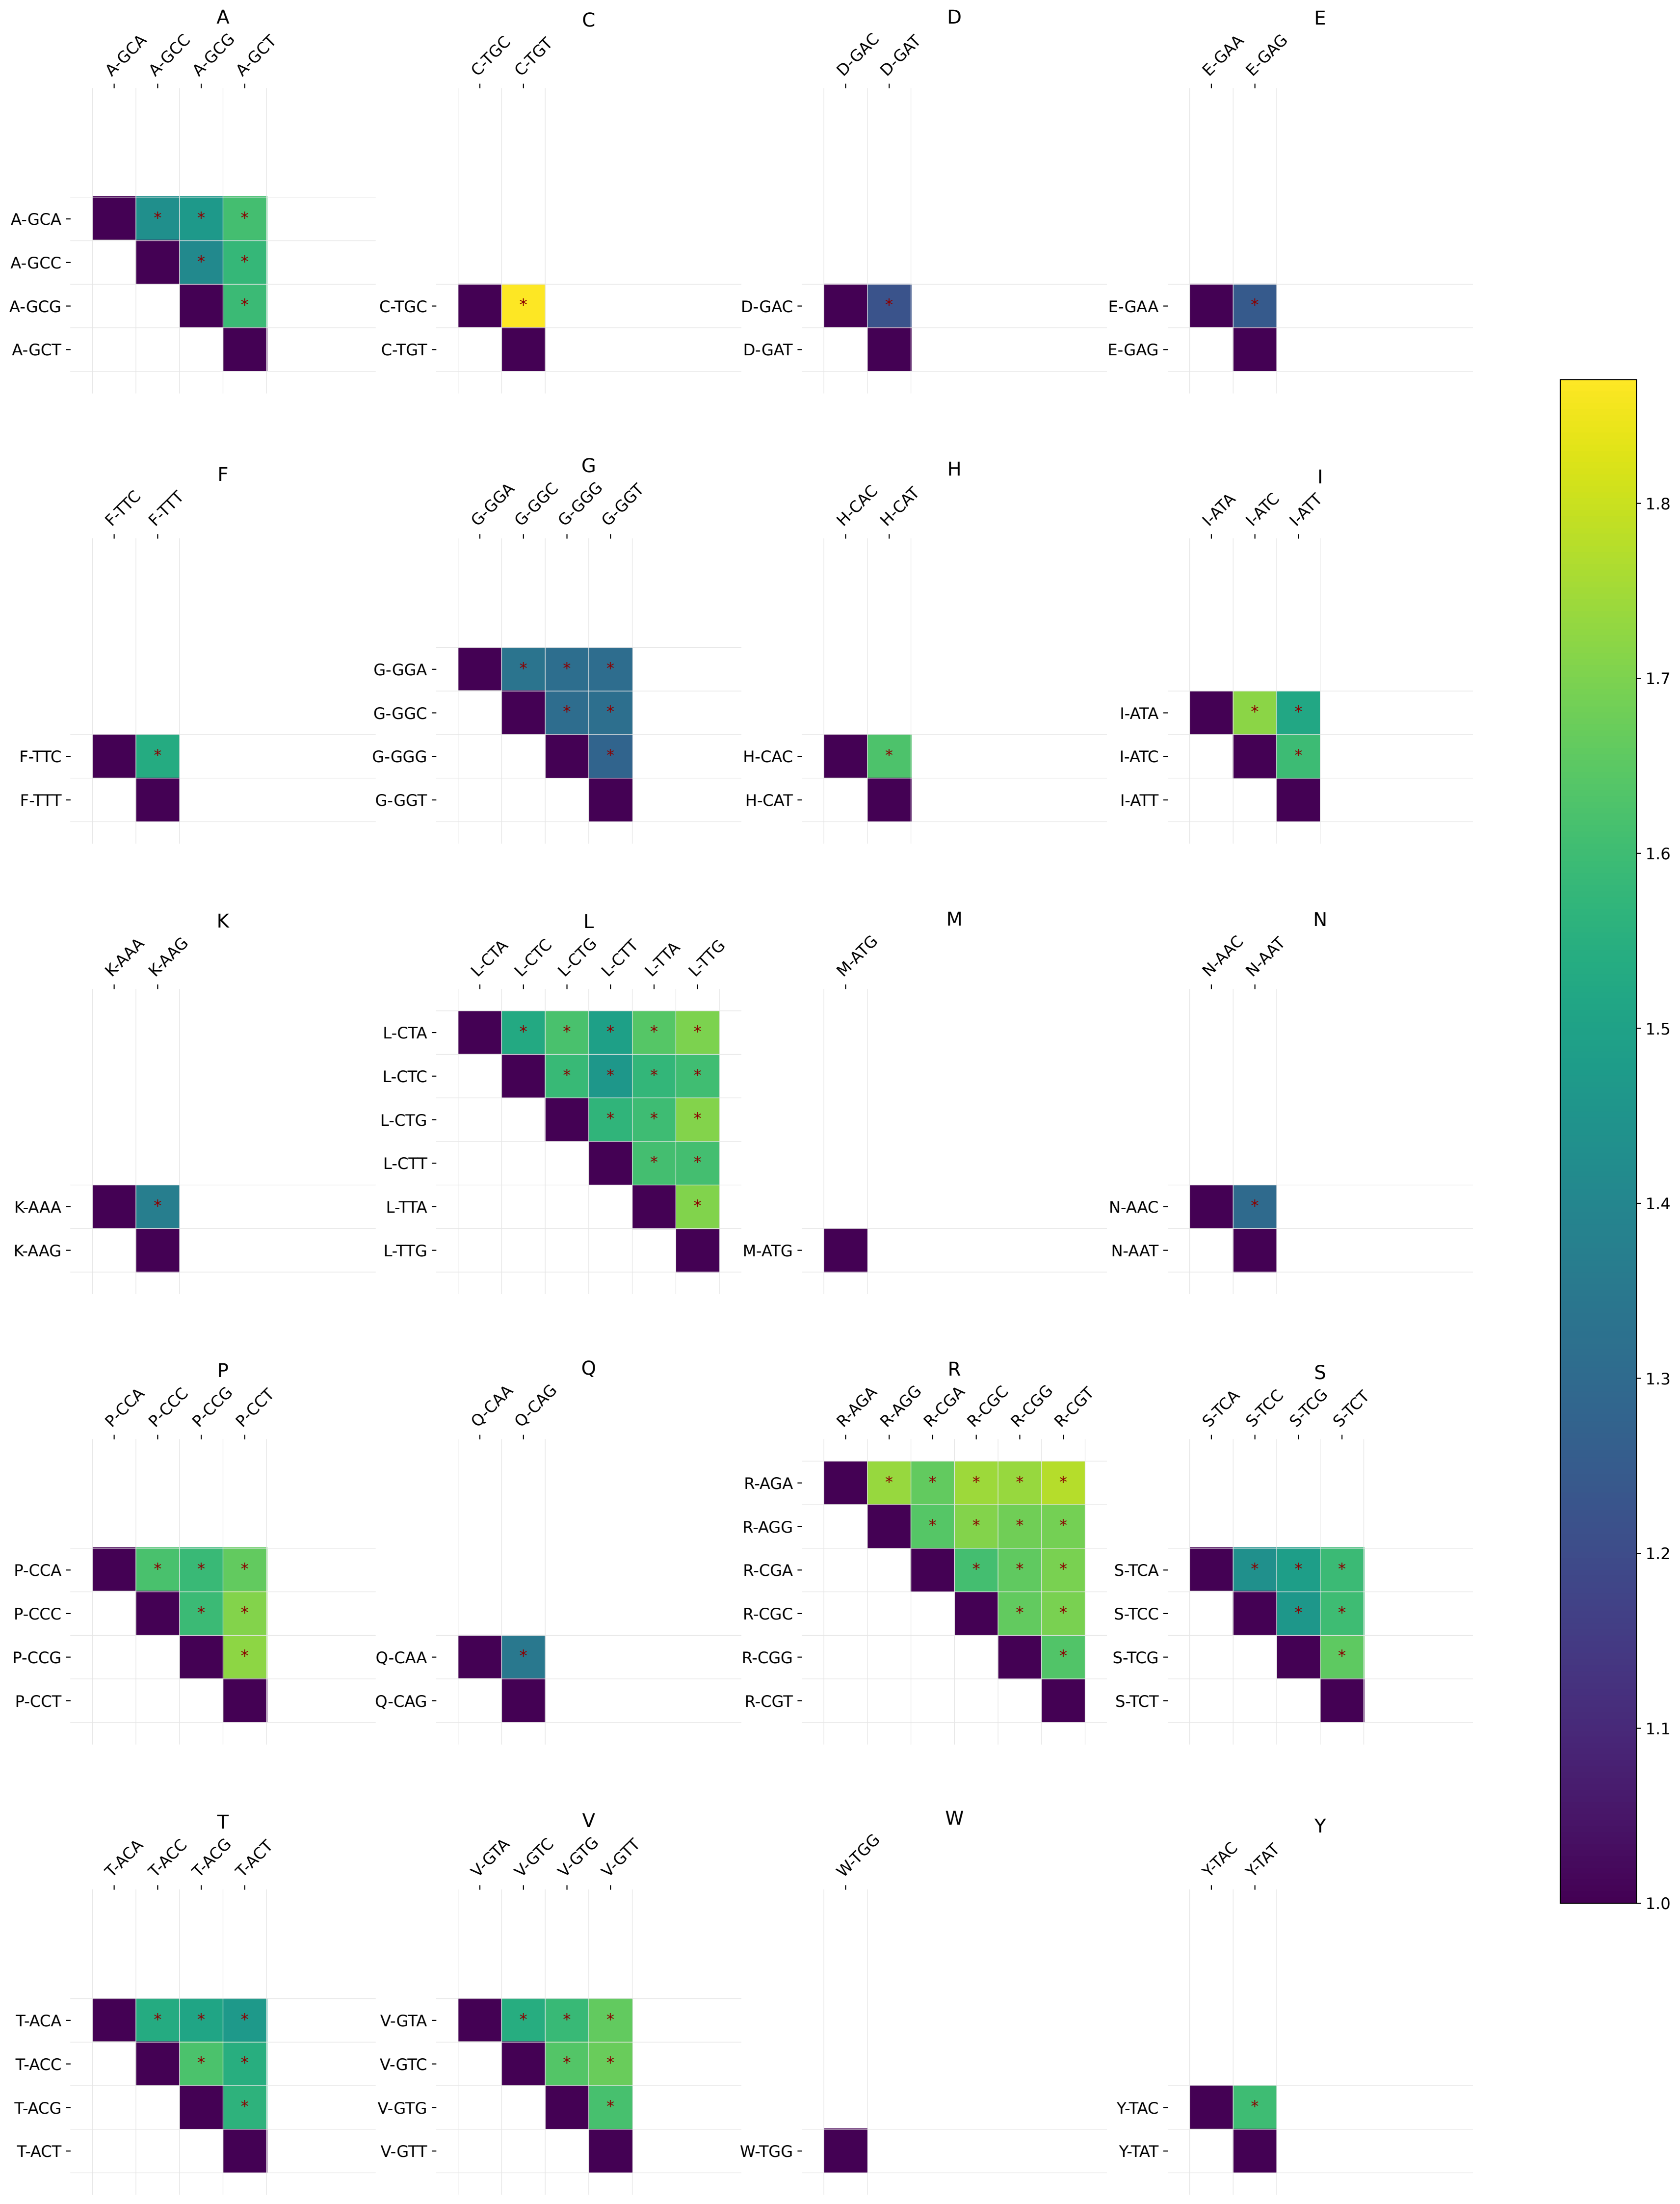 A
A-GCA A-GCC A-GCG A-GCT
A-GCA * * *
A-GCC * *
A-GCG *
A-GCT
C
C-TGC C-TGT
C-TGC *
C-TGT
D
D-GAC D-GAT
D-GAC *
D-GAT
E
E-GAA E-GAG
E-GAA *
E-GAG
F
F-TTC F-TTT
F-TTC *
F-TTT
G
G-GGA G-GGC G-GGG G-GGT
G-GGA * * *
G-GGC * *
G-GGG *
G-GGT
H
H-CAC H-CAT
H-CAC *
H-CAT
I
I-ATA I-ATC I-ATT
I-ATA * *
I-ATC *
I-ATT
K
K-AAA K-AAG
K-AAA *
K-AAG
L
L-CTA L-CTC L-CTG L-CTT L-TTA L-TTG
L-CTA * * * * *
L-CTC * * * *
L-CTG * * *
L-CTT * *
L-TTA *
L-TTG
M
M-ATG
M-ATG
N
N-AAC N-AAT
N-AAC *
N-AAT
P
P-CCA P-CCC P-CCG P-CCT
P-CCA * * *
P-CCC * *
P-CCG *
P-CCT
Q
Q-CAA Q-CAG
Q-CAA *
Q-CAG
R
R-AGA R-AGG R-CGA R-CGC R-CGG R-CGT
R-AGA * * * * *
R-AGG * * * *
R-CGA * * *
R-CGC * *
R-CGG *
R-CGT
S
S-TCA S-TCC S-TCG S-TCT
S-TCA * * *
S-TCC * *
S-TCG *
S-TCT
T
T-ACA T-ACC T-ACG T-ACT
T-ACA * * *
T-ACC * *
T-ACG *
T-ACT
V
V-GTA V-GTC V-GTG V-GTT
V-GTA * * *
V-GTC * *
V-GTG *
V-GTT
W
W-TGG
W-TGG
Y
Y-TAC Y-TAT
Y-TAC *
Y-TAT
1.8
1.7
1.6
1.5
1.4
1.3
1.2
1.1
1.0